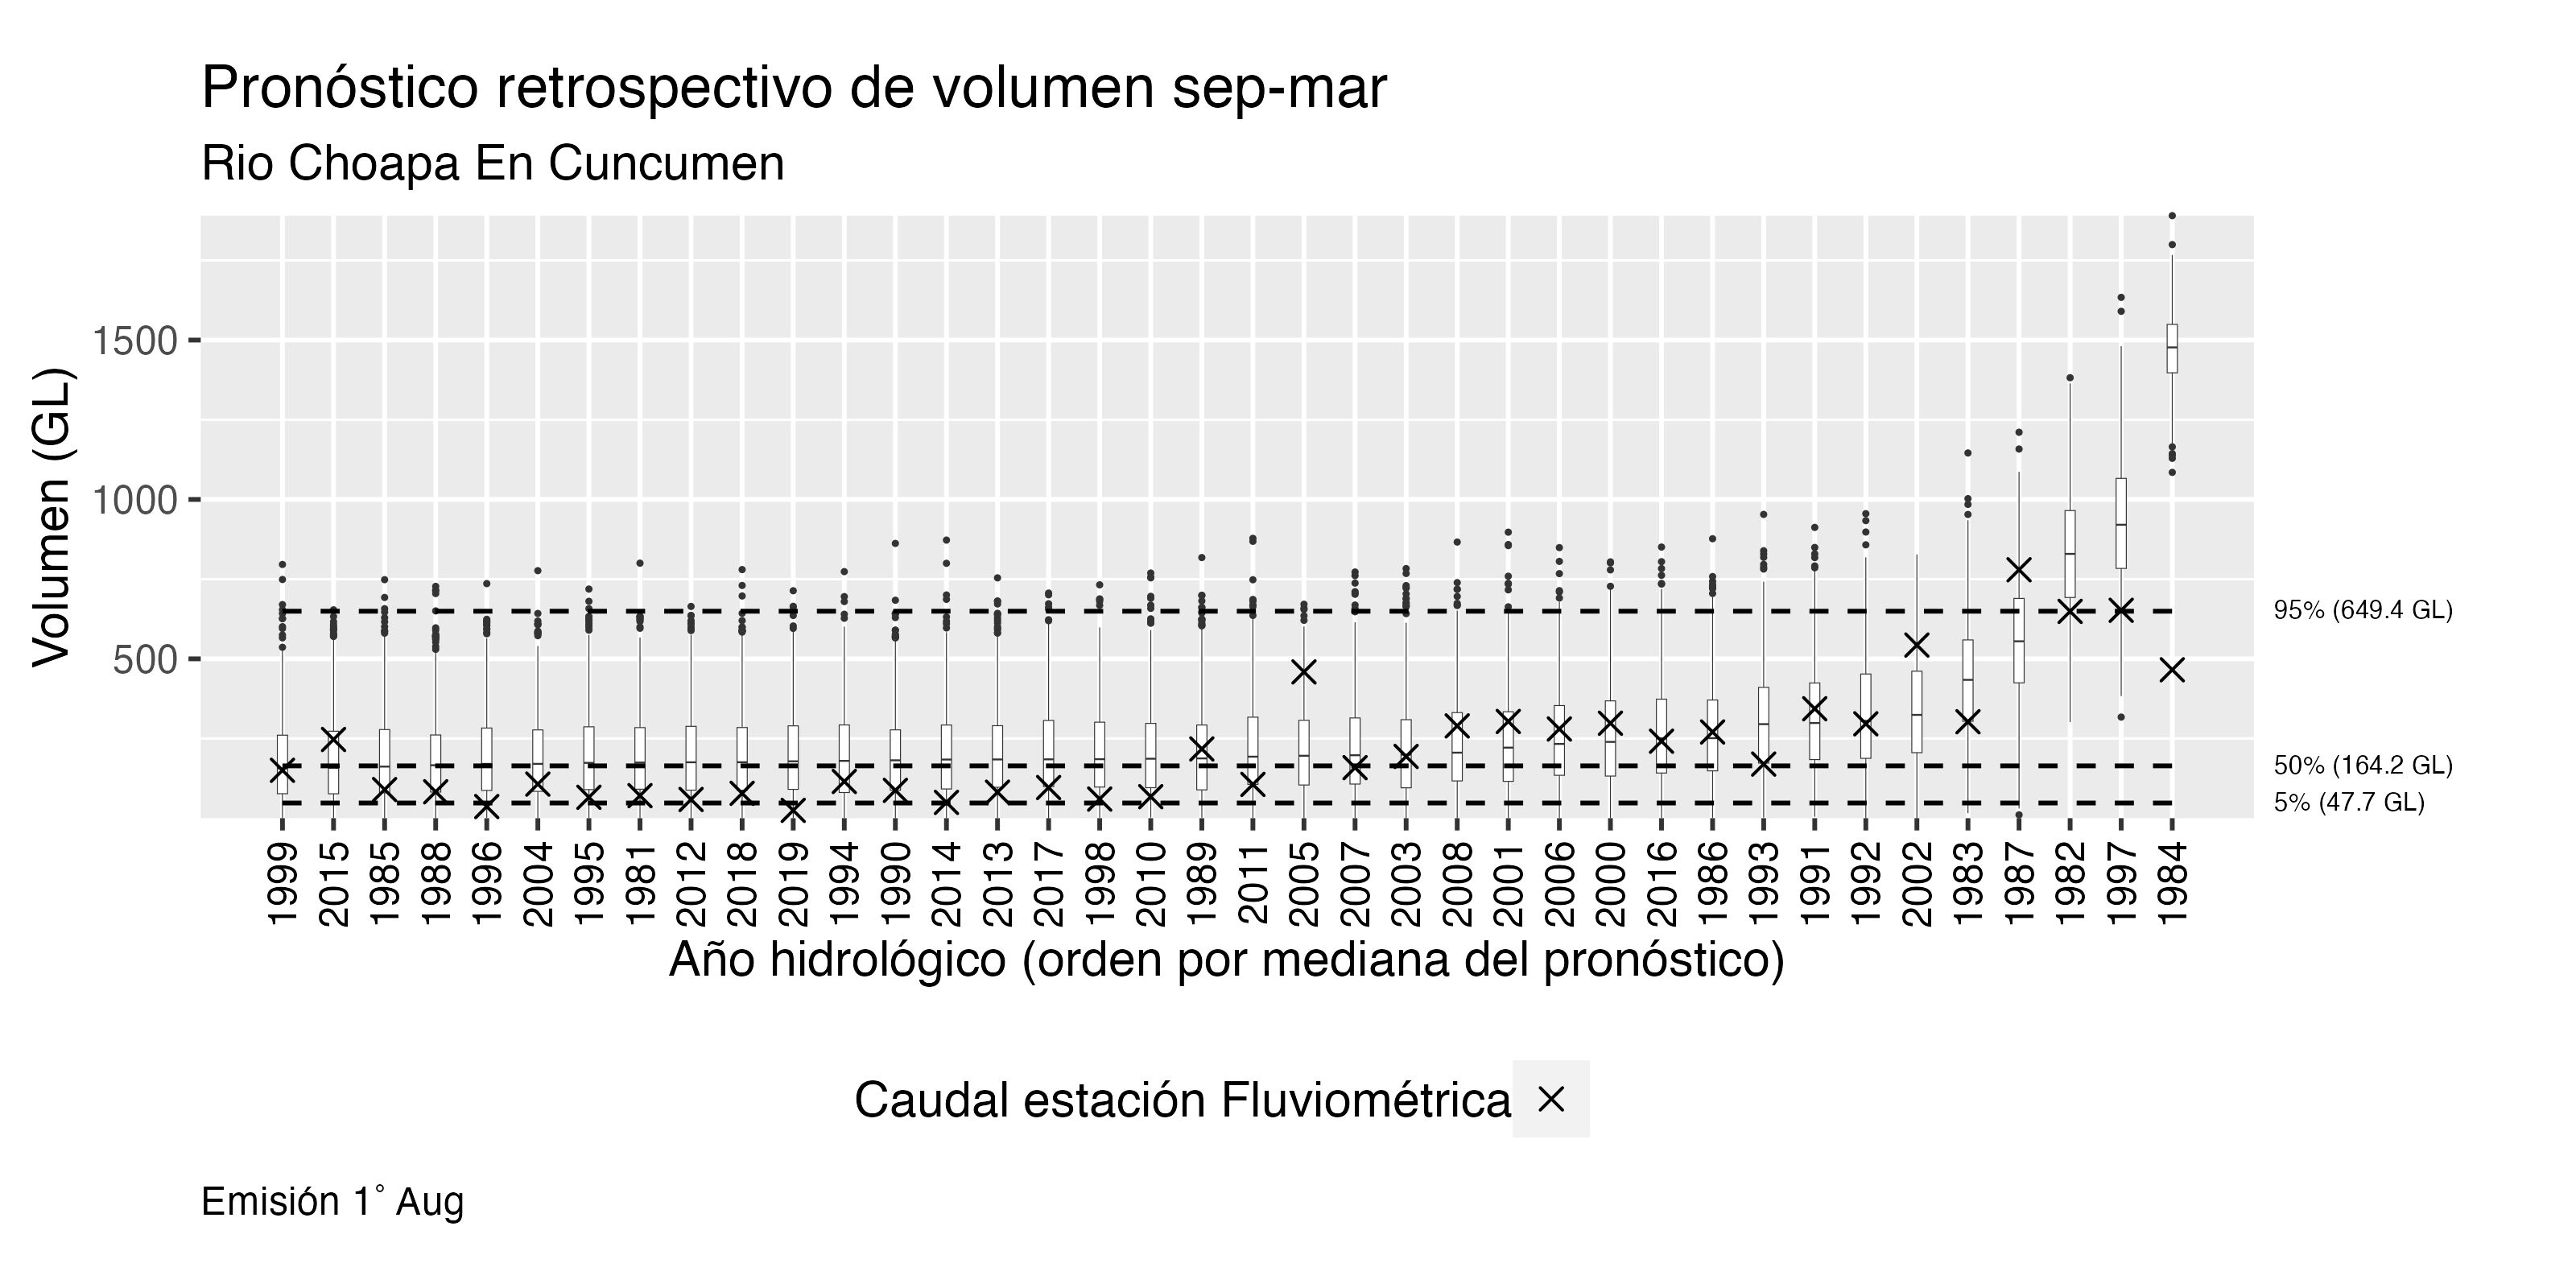 Pronóstico retrospectivo de volumen sep-mar
Rio Choapa En Cuncumen
Volumen (GL)
1500
1000
500
95% (649.4 GL)
50% (164.2 GL)
5% (47.7 GL)
1999 2015 1985 1988 1996 2004 1995 1981 2012 2018 2019 1994 1990 2014 2013 2017 1998 2010 1989 2011 2005 2007 2003 2008 2001 2006 2000 2016 1986 1993 1991 1992 2002 1983 1987 1982 1997 1984
Año hidrológico (orden por mediana del pronóstico)
Caudal estación Fluviométrica
Emisión 1° Aug